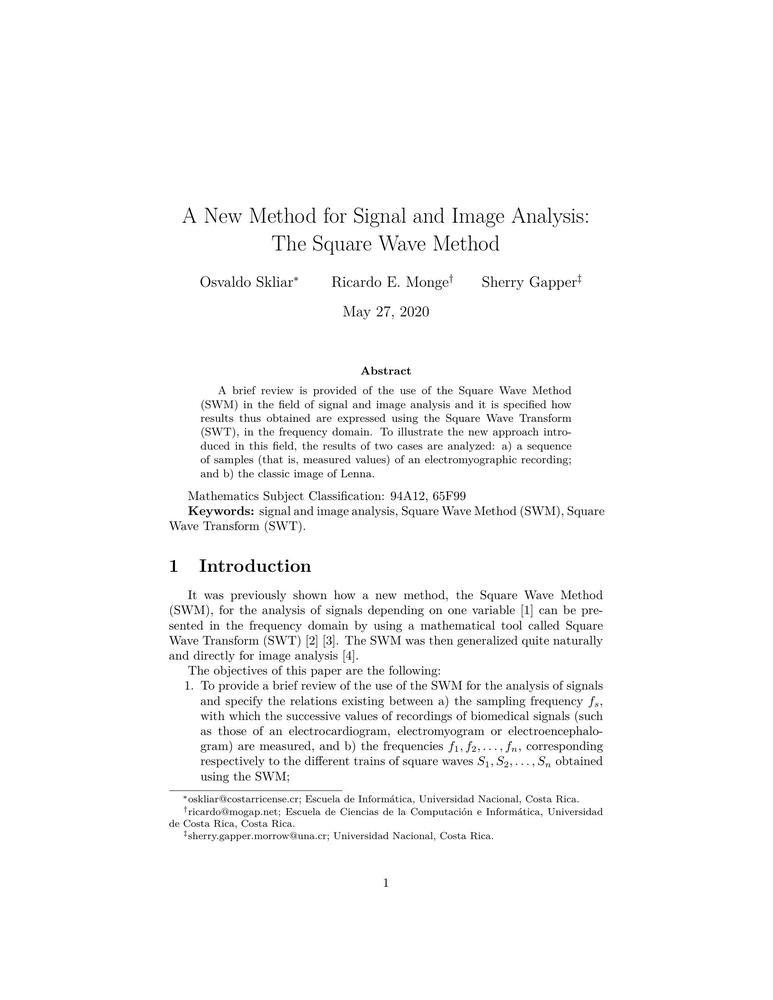 A New Method for Signal and Image Analysis:
The Square Wave Method
Osvaldo Skliar* Ricardo E. Monge† Sherry Gapper‡
May 27, 2020
Abstract
A brief review is provided of the use of the Square Wave Method
(SWM) in the field of signal and image analysis and it is specified how
results thus obtained are expressed using the Square Wave Transform
(SWT), in the frequency domain. To illustrate the new approach intro-
duced in this field, the results of two cases are analyzed: a) a sequence
of samples (that is, measured values) of an electromyographic recording;
and b) the classic image of Lenna.
Mathematics Subject Classification: 94A12, 65F99
Keywords: signal and image analysis, Square Wave Method (SWM), Square
Wave Transform (SWT).
1 Introduction
It was previously shown how a new method, the Square Wave Method
(SWM), for the analysis of signals depending on one variable [1] can be pre-
sented in the frequency domain by using a mathematical tool called Square
Wave Transform (SWT) [2] [3]. The SWM was then generalized quite naturally
and directly for image analysis [4].
The objectives of this paper are the following:
1. To provide a brief review of the use of the SWM for the analysis of signals
and specify the relations existing between a) the sampling frequency fₛ,
with which the successive values of recordings of biomedical signals (such
as those of an electrocardiogram, electromyogram or electroencephalo-
gram) are measured, and b) the frequencies f₁, f₂, . . . , fₙ, corresponding
respectively to the different trains of square waves S₁, S₂, . . . , Sₙ obtained
using the SWM;
*oskliar@costarricense.cr; Escuela de Informática, Universidad Nacional, Costa Rica.
†ricardo@mogap.net; Escuela de Ciencias de la Computación e Informática, Universidad
de Costa Rica, Costa Rica.
‡sherry.gapper.morrow@una.cr; Universidad Nacional, Costa Rica.
1